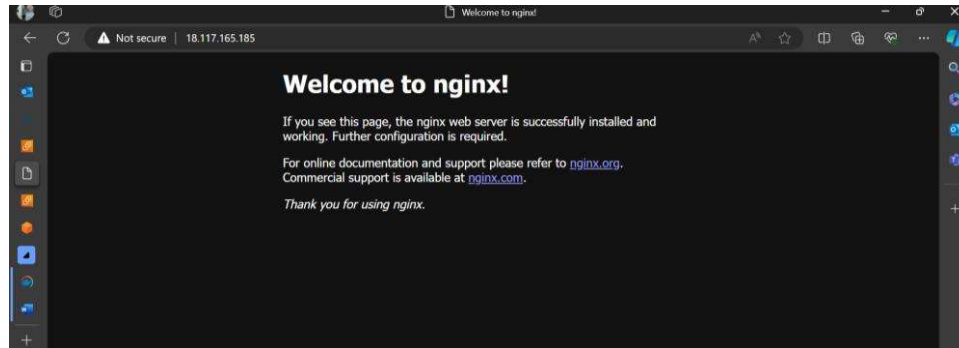 Welcome to nginx!
Not secure | 18.117.165.185
Welcome to nginx!
If you see this page, the nginx web server is successfully installed and
working. Further configuration is required.
For online documentation and support please refer to nginx.org.
Commercial support is available at nginx.com.
Thank you for using nginx.